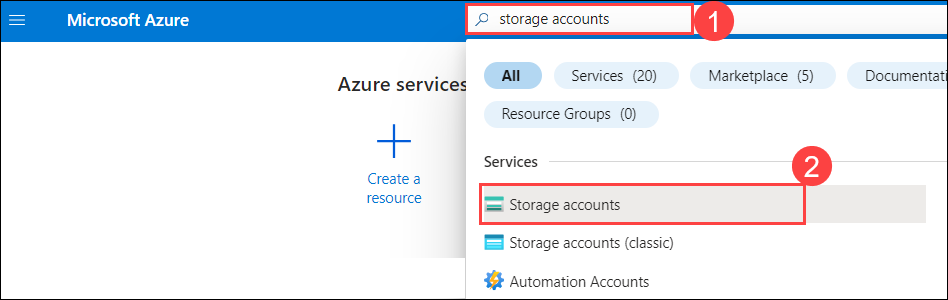 Microsoft Azure
storage accounts
1
All
Services (20)
Marketplace (5)
Documentati
Resource Groups (0)
Azure services
Create a
resource
Services
2
Storage accounts
Storage accounts (classic)
Automation Accounts